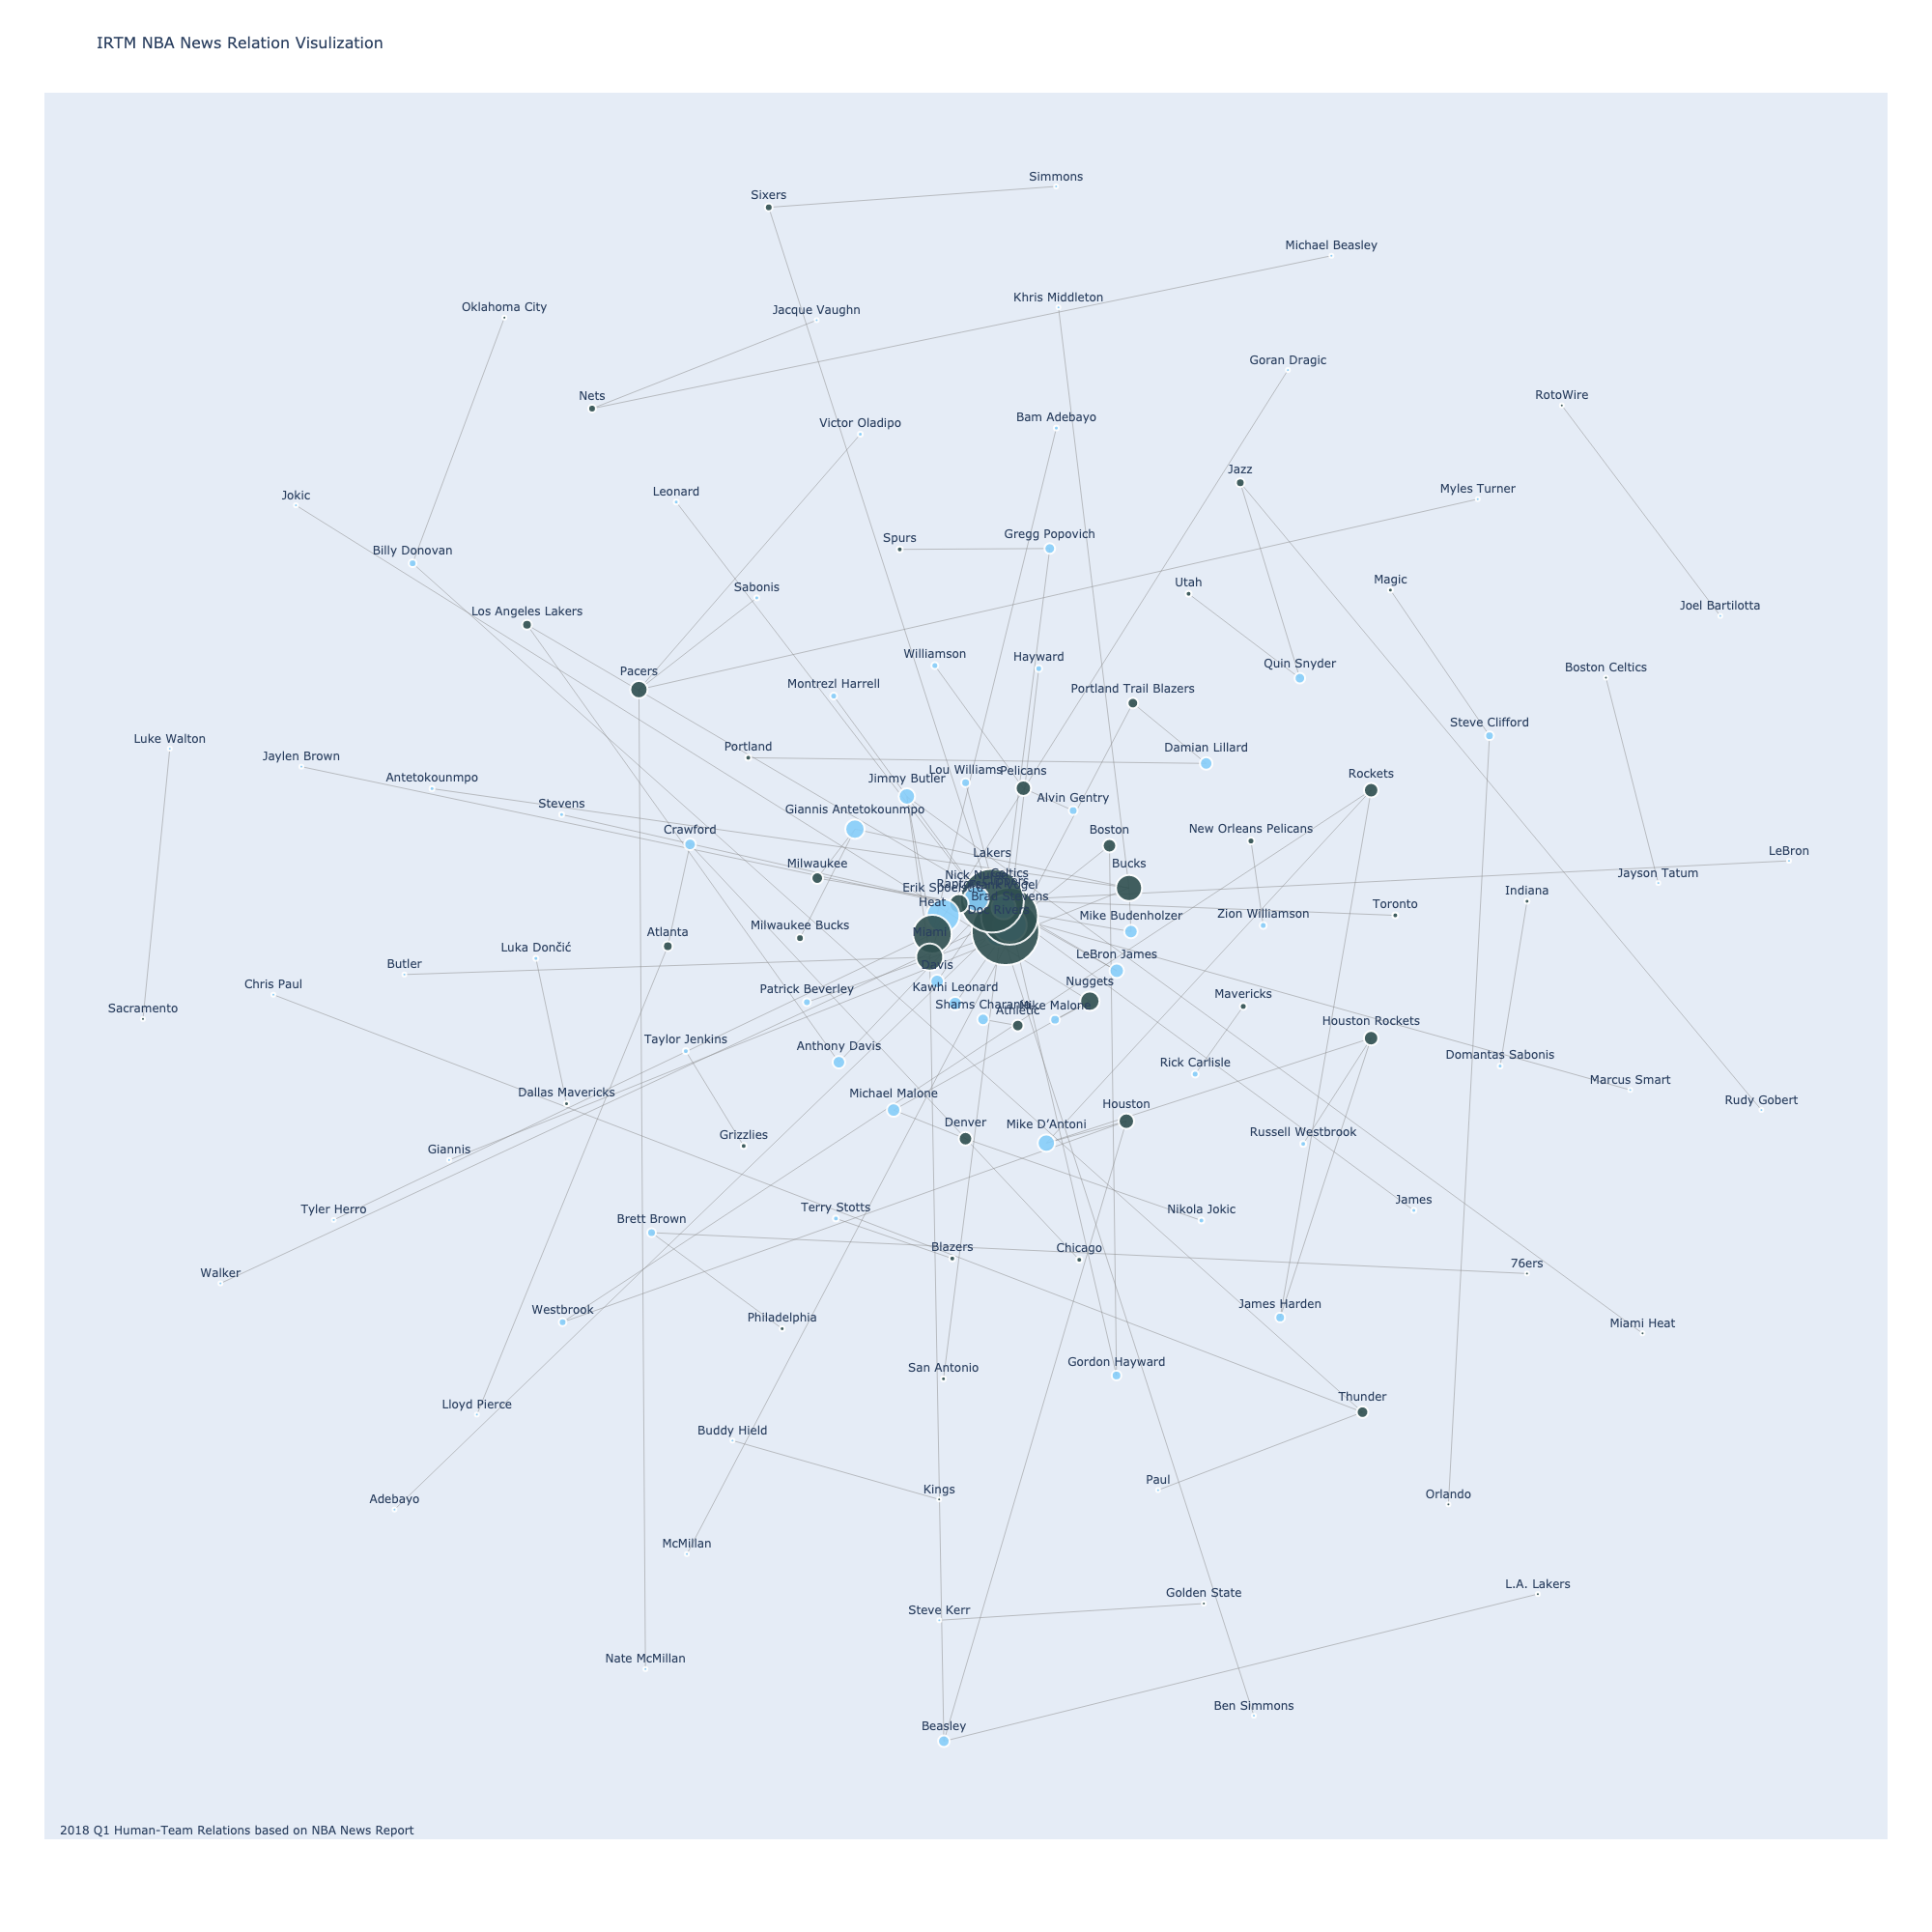 IRTM NBA News Relation Visulization
Simmons
Sixers
Michael Beasley
Khris Middleton
Oklahoma City
Jacque Vaughn
Goran Dragic
Nets
RotoWire
Bam Adebayo
Victor Oladipo
Jazz
Myles Turner
Leonard
Jokic
Gregg Popovich
Spurs
Billy Donovan
Magic
Utah
Sabonis
Joel Bartilotta
Los Angeles Lakers
Williamson
Hayward
Quin Snyder
Boston Celtics
Pacers
Montrezl Harrell
Portland Trail Blazers
Steve Clifford
Luke Walton
Portland
Damian Lillard
Jaylen Brown
Antetokounmpo
Jimmy Butler
Lou Williams
Pelicans
Rockets
Stevens
Giannis Antetokounmpo
Alvin Gentry
Crawford
Boston
New Orleans Pelicans
Lakers
LeBron
Milwaukee
Bucks
Jayson Tatum
Celtics
Erik Spoelstra
Brad Stevens
Indiana
Heat
Doc Rivers
Toronto
Mike Budenholzer
Zion Williamson
Milwaukee Bucks
Atlanta
Miami
Luka Dončić
Butler
Davis
LeBron James
Chris Paul
Patrick Beverley
Kawhi Leonard
Nuggets
Mavericks
Sacramento
Shams Charania
Athletic
Mike Malone
Houston Rockets
Taylor Jenkins
Anthony Davis
Rick Carlisle
Domantas Sabonis
Marcus Smart
Dallas Mavericks
Michael Malone
Houston
Rudy Gobert
Grizzlies
Denver
Mike D’Antoni
Russell Westbrook
Giannis
Tyler Herro
Terry Stotts
Nikola Jokic
James
Brett Brown
Blazers
Chicago
76ers
Walker
Westbrook
Philadelphia
James Harden
Miami Heat
San Antonio
Gordon Hayward
Thunder
Lloyd Pierce
Buddy Hield
Paul
Kings
Orlando
Adebayo
McMillan
L.A. Lakers
Golden State
Steve Kerr
Nate McMillan
Ben Simmons
Beasley
2018 Q1 Human-Team Relations based on NBA News Report